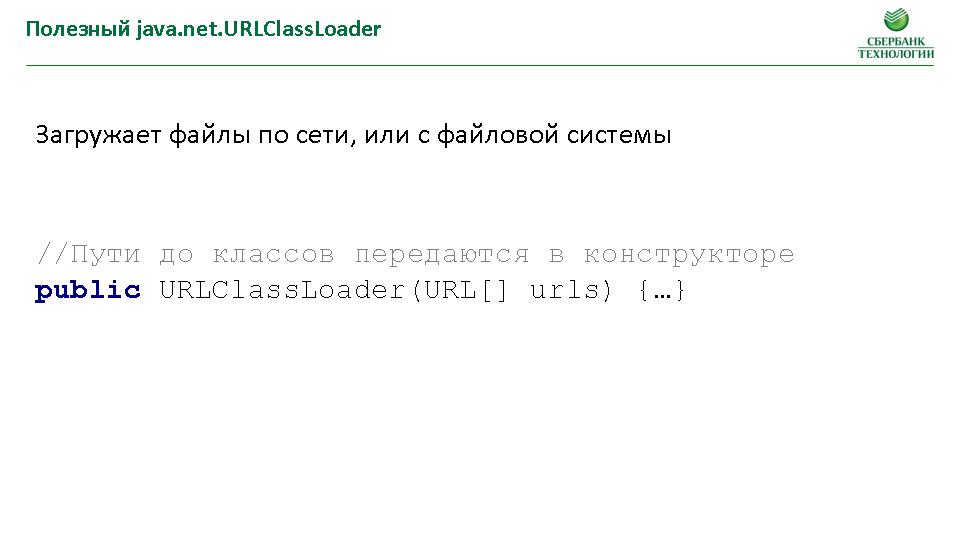 Полезный java.net.URLClassLoader
СБЕРБАНК
ТЕХНОЛОГИИ
Загружает файлы по сети, или с файловой системы
//Пути до классов передаются в конструкторе
public URLClassLoader(URL[] urls) {…}